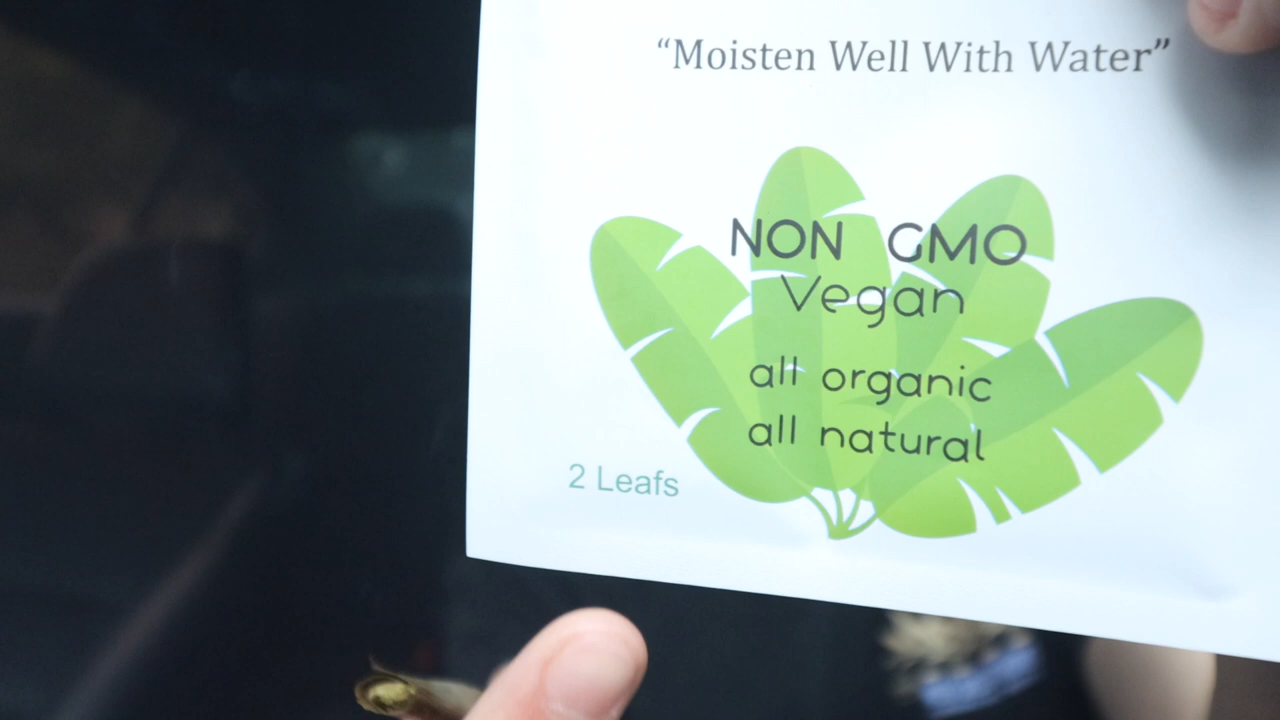 “Moisten Well With Water”
NON GMO
Vegan
all organic
all natural
2 Leafs